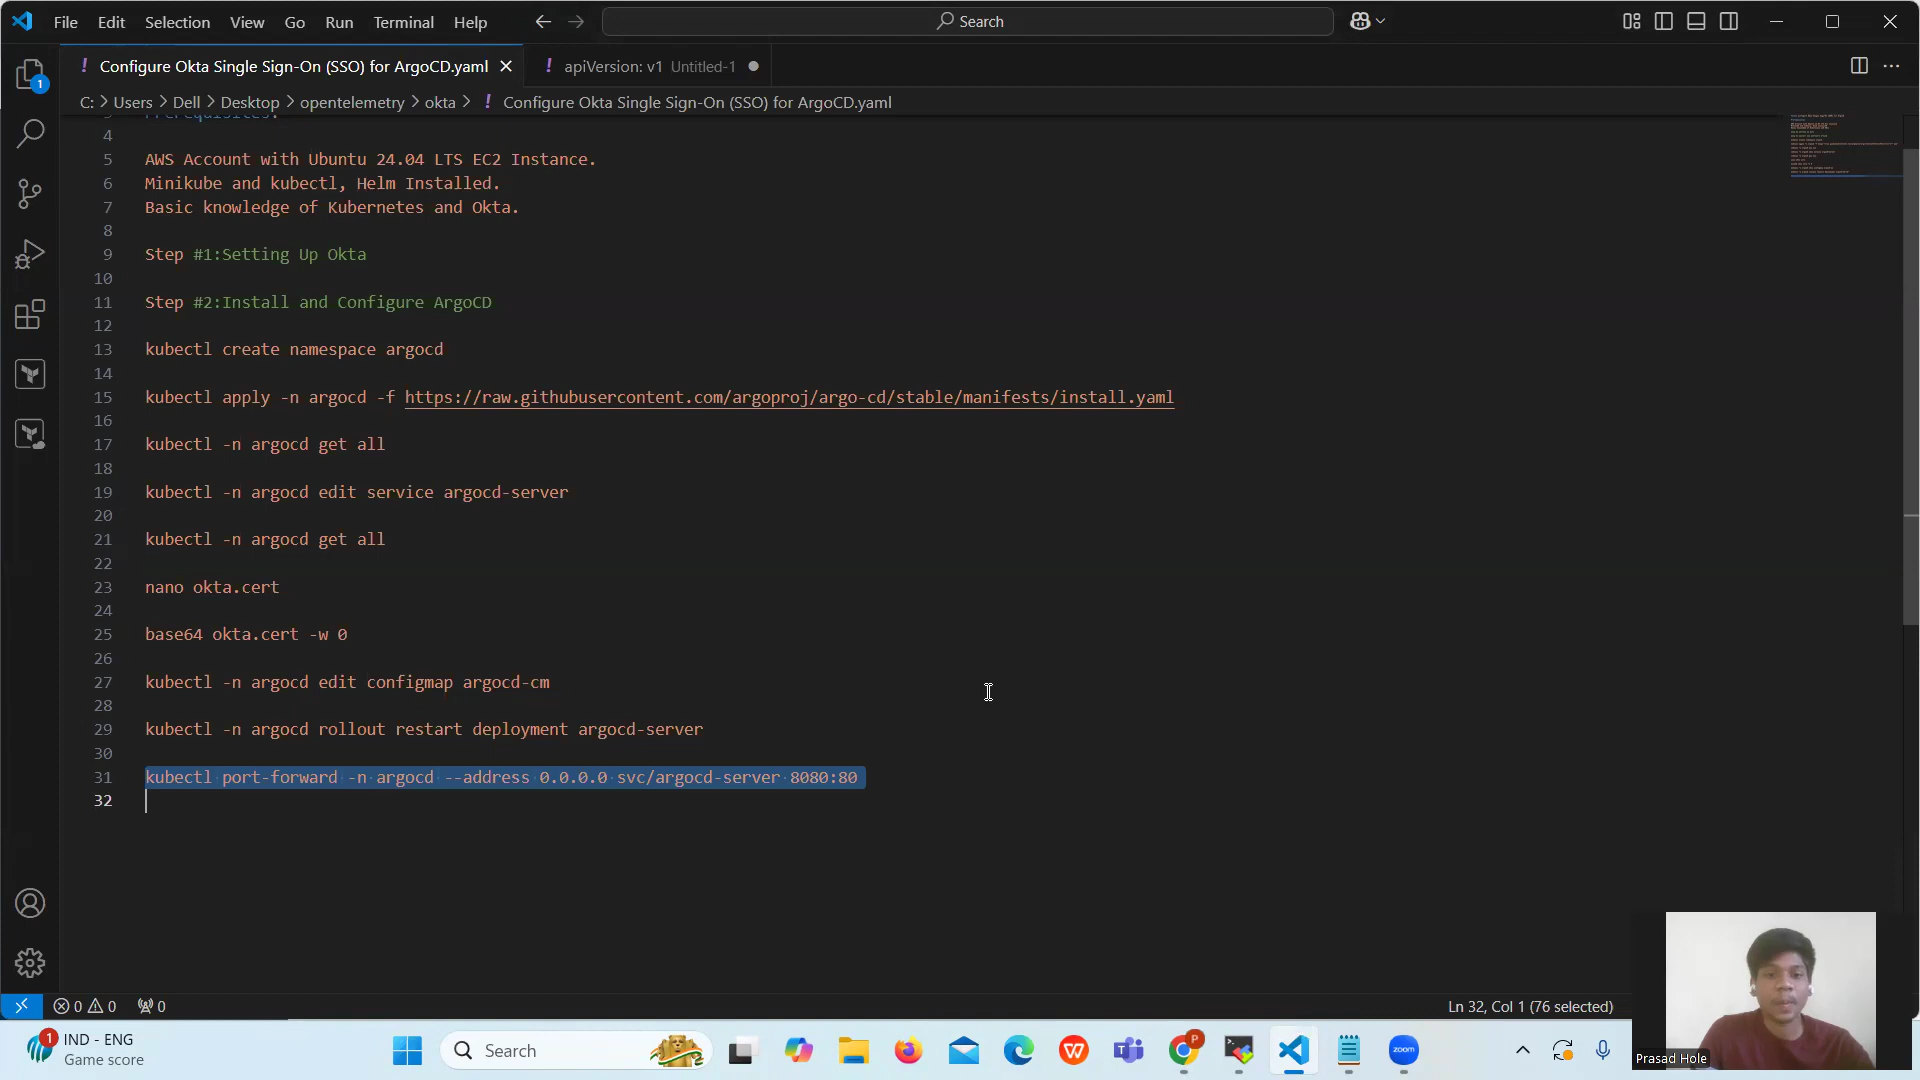 File Edit Selection View Go Run Terminal Help
Search
Configure Okta Single Sign-On (SSO) for ArgoCD.yaml
apiVersion: v1 Untitled-1
C: > Users > Dell > Desktop > opentelemetry > okta > ! Configure Okta Single Sign-On (SSO) for ArgoCD.yaml
3 Prerequisites:
4
5 AWS Account with Ubuntu 24.04 LTS EC2 Instance.
6 Minikube and kubectl, Helm Installed.
7 Basic knowledge of Kubernetes and Okta.
8
9 Step #1:Setting Up Okta
10
11 Step #2:Install and Configure ArgoCD
12
13 kubectl create namespace argocd
14
15 kubectl apply -n argocd -f https://raw.githubusercontent.com/argoproj/argo-cd/stable/manifests/install.yaml
16
17 kubectl -n argocd get all
18
19 kubectl -n argocd edit service argocd-server
20
21 kubectl -n argocd get all
22
23 nano okta.cert
24
25 base64 okta.cert -w 0
26
27 kubectl -n argocd edit configmap argocd-cm
28
29 kubectl -n argocd rollout restart deployment argocd-server
30
31 kubectl port-forward -n argocd --address 0.0.0.0 svc/argocd-server 8080:80
32
1
0 0 0
Ln 32, Col 1 (76 selected)
1
IND - ENG
Game score
Search
P
zoom
Prasad Hole